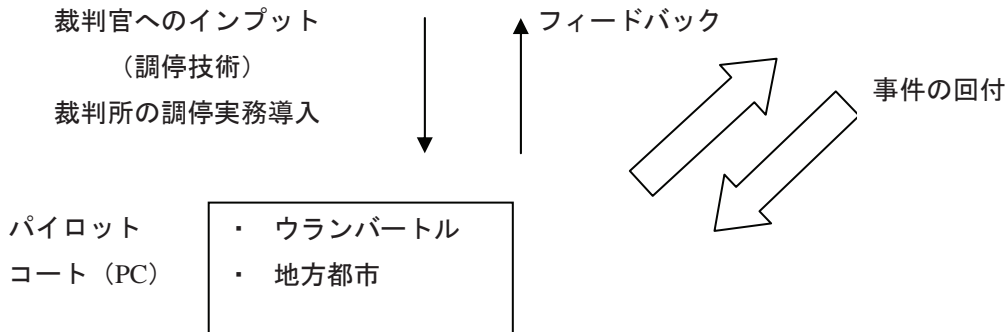 裁判官へのインプット
（調停技術）
裁判所の調停実務導入
フィードバック
事件の回付
パイロット
コート（PC）
・ ウランバートル
・ 地方都市